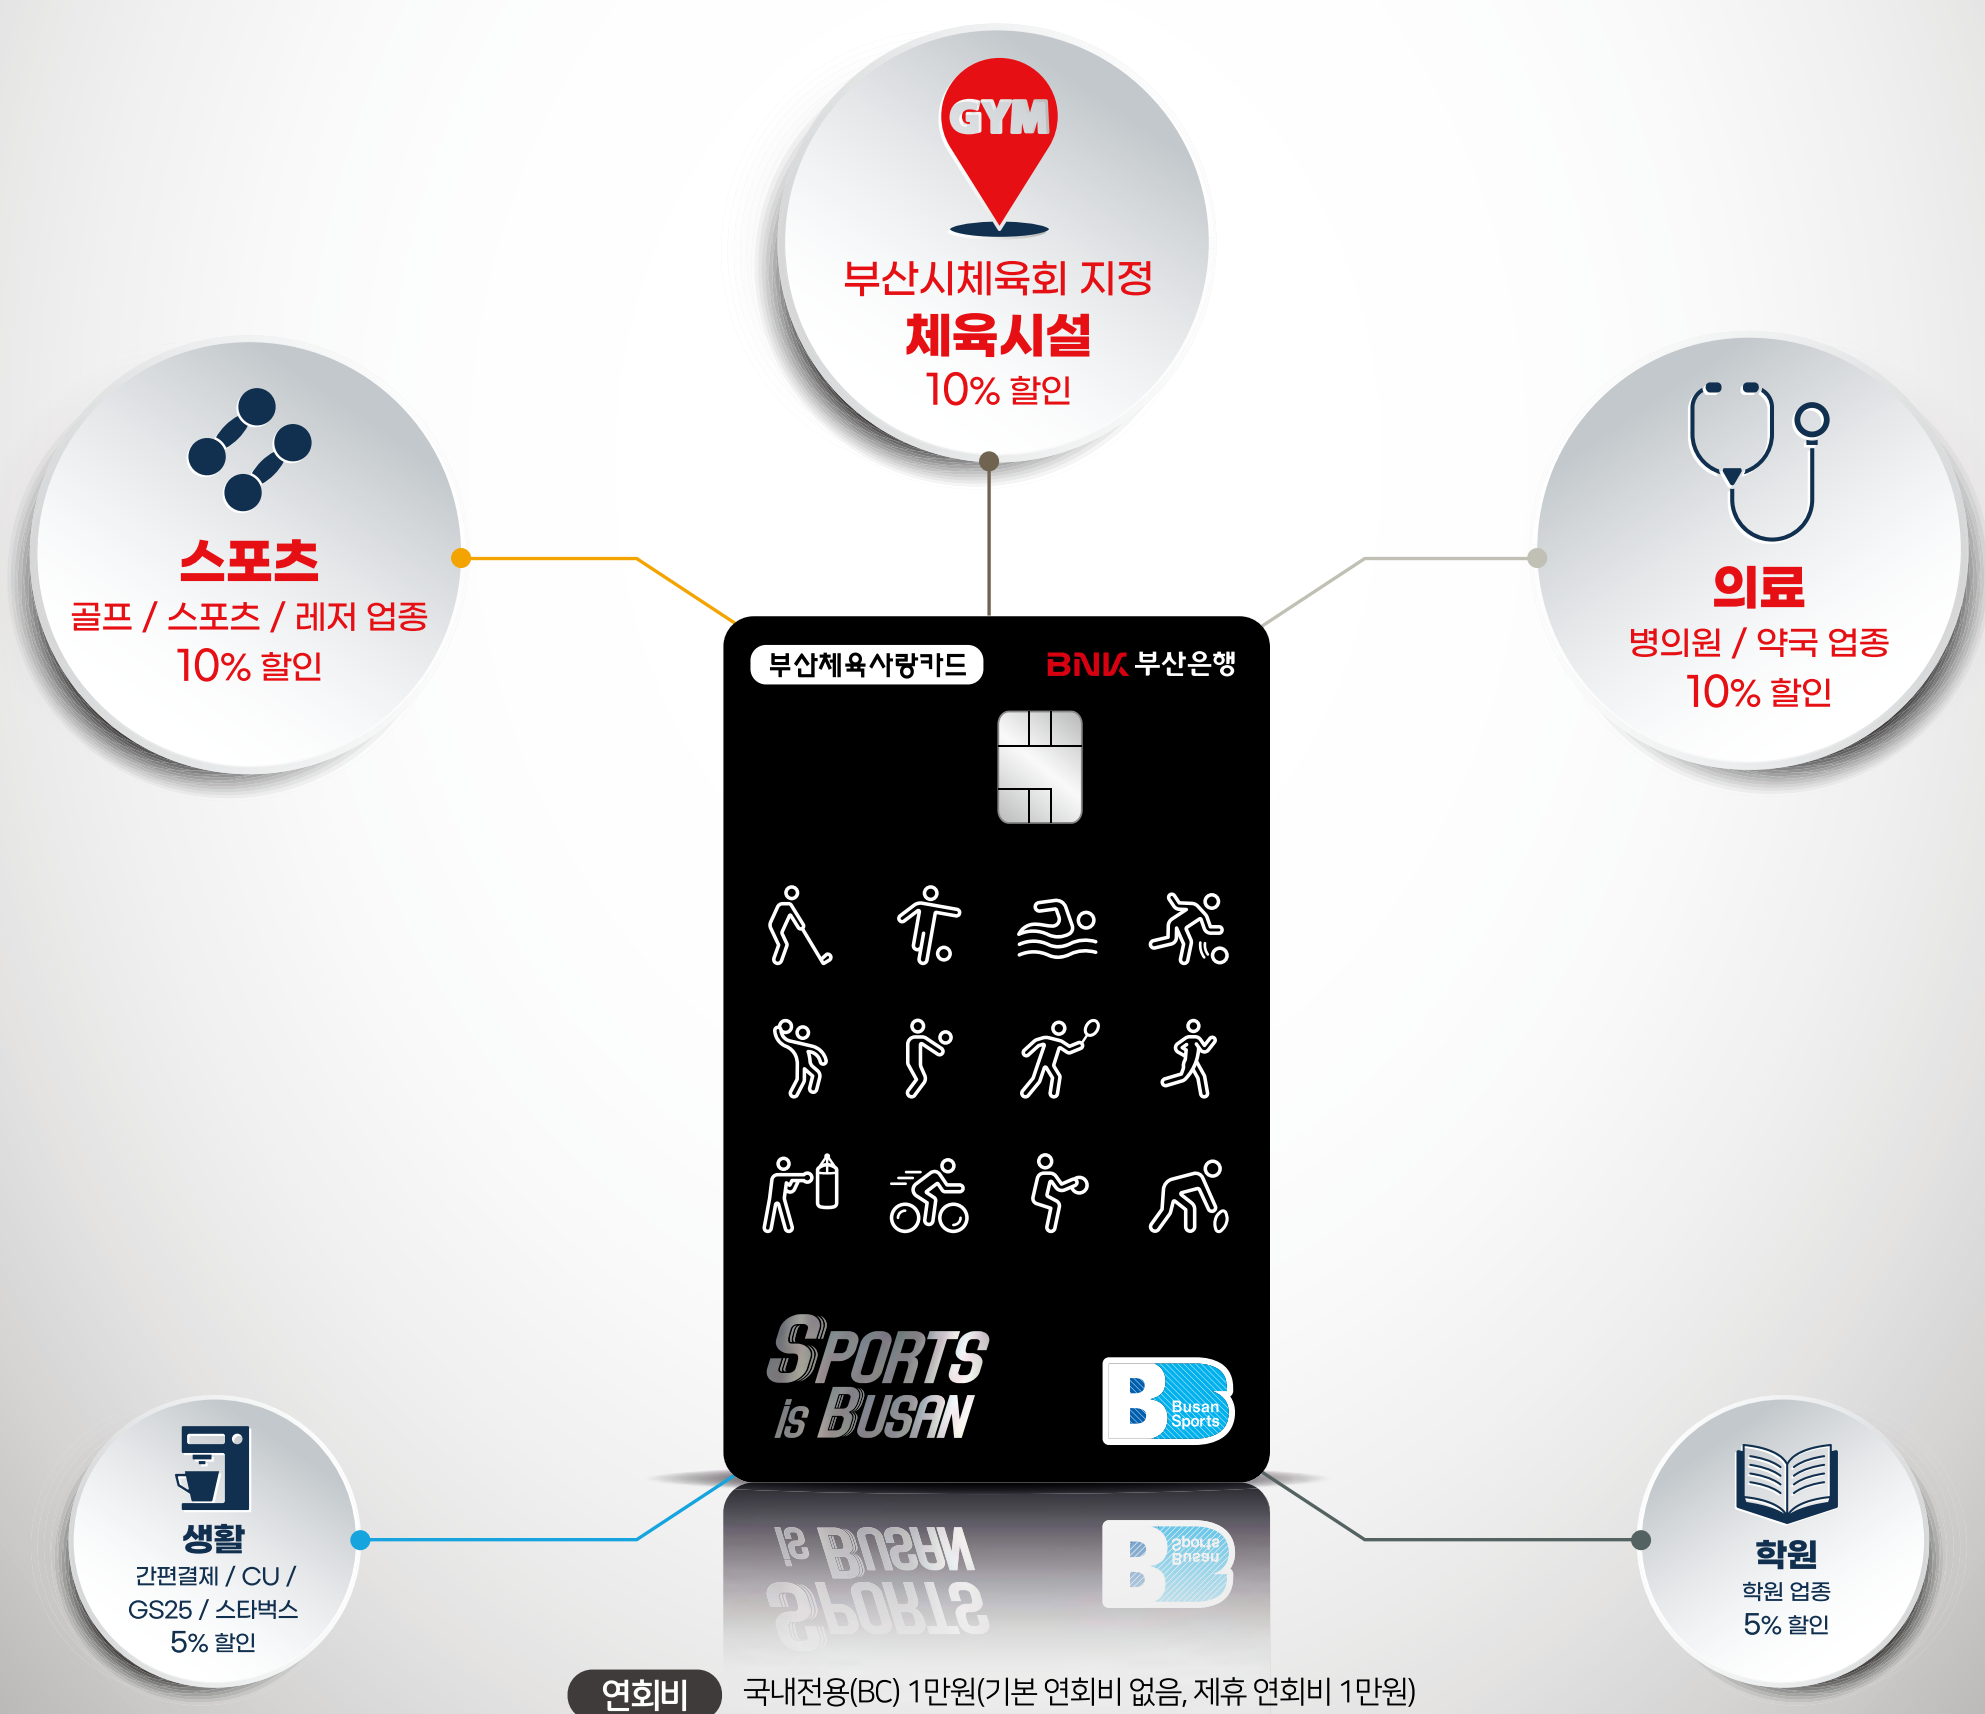 GYM
부산시체육회 지정
체육시설
10% 할인
스포츠
골프 / 스포츠 / 레저 업종
10% 할인
의료
병의원 / 약국 업종
10% 할인
부산체육사랑카드
BNK 부산은행
SPORTS
is BUSAN
B
Busan
Sports
생활
간편결제 / CU /
GS25 / 스타벅스
5% 할인
학원
학원 업종
5% 할인
is BUSAN
SPORTS
B
Sports
Busan
연회비
국내전용(BC) 1만원(기본 연회비 없음, 제휴 연회비 1만원)